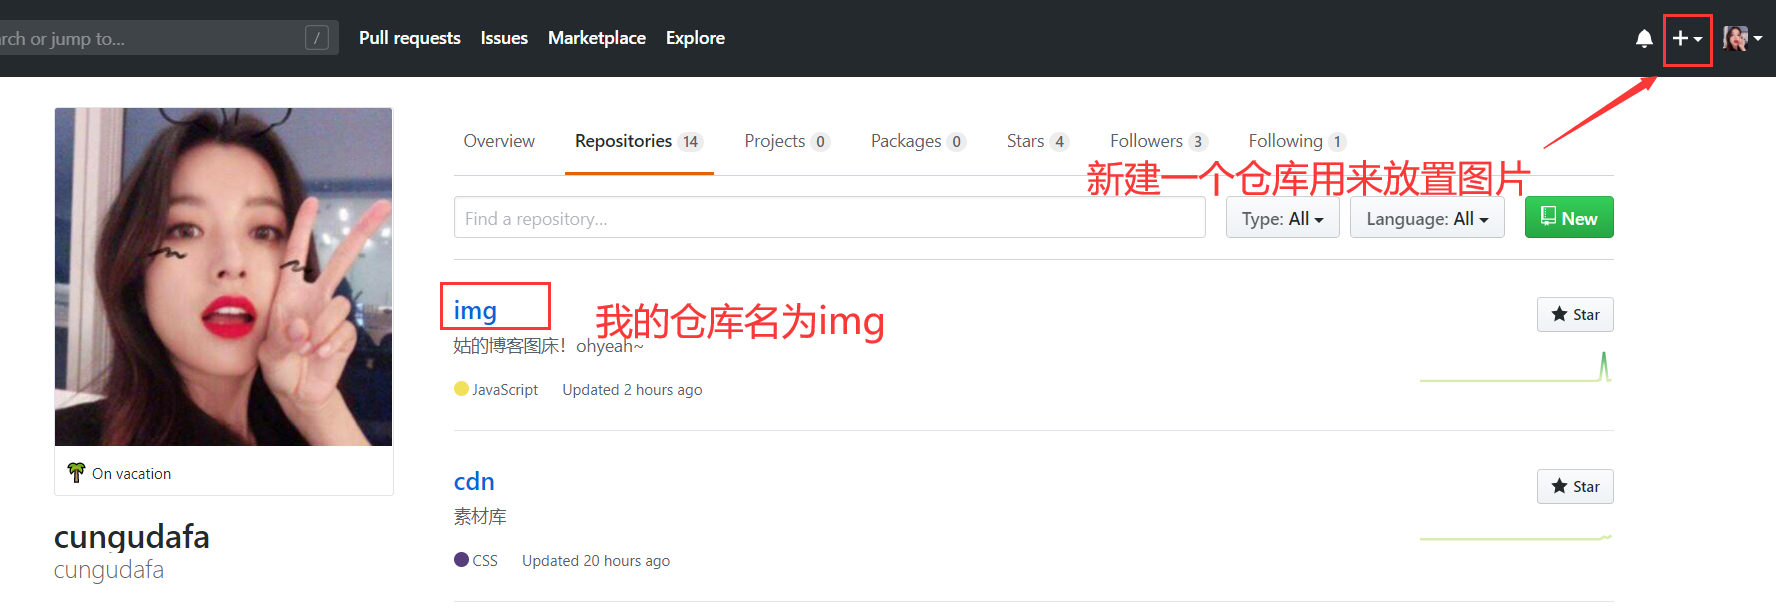 rch or jump to... /
Pull requests Issues Marketplace Explore
Overview Repositories 14 Projects 0 Packages 0 Stars 4 Followers 3 Following 1
新建一个仓库用来放置图片
Find a repository... Type: All Language: All New
img
我的仓库名为img
Star
姑的博客图床！ohyeah~
JavaScript Updated 2 hours ago
On vacation
cdn
Star
素材库
cungudafa
cungudafa
CSS Updated 20 hours ago